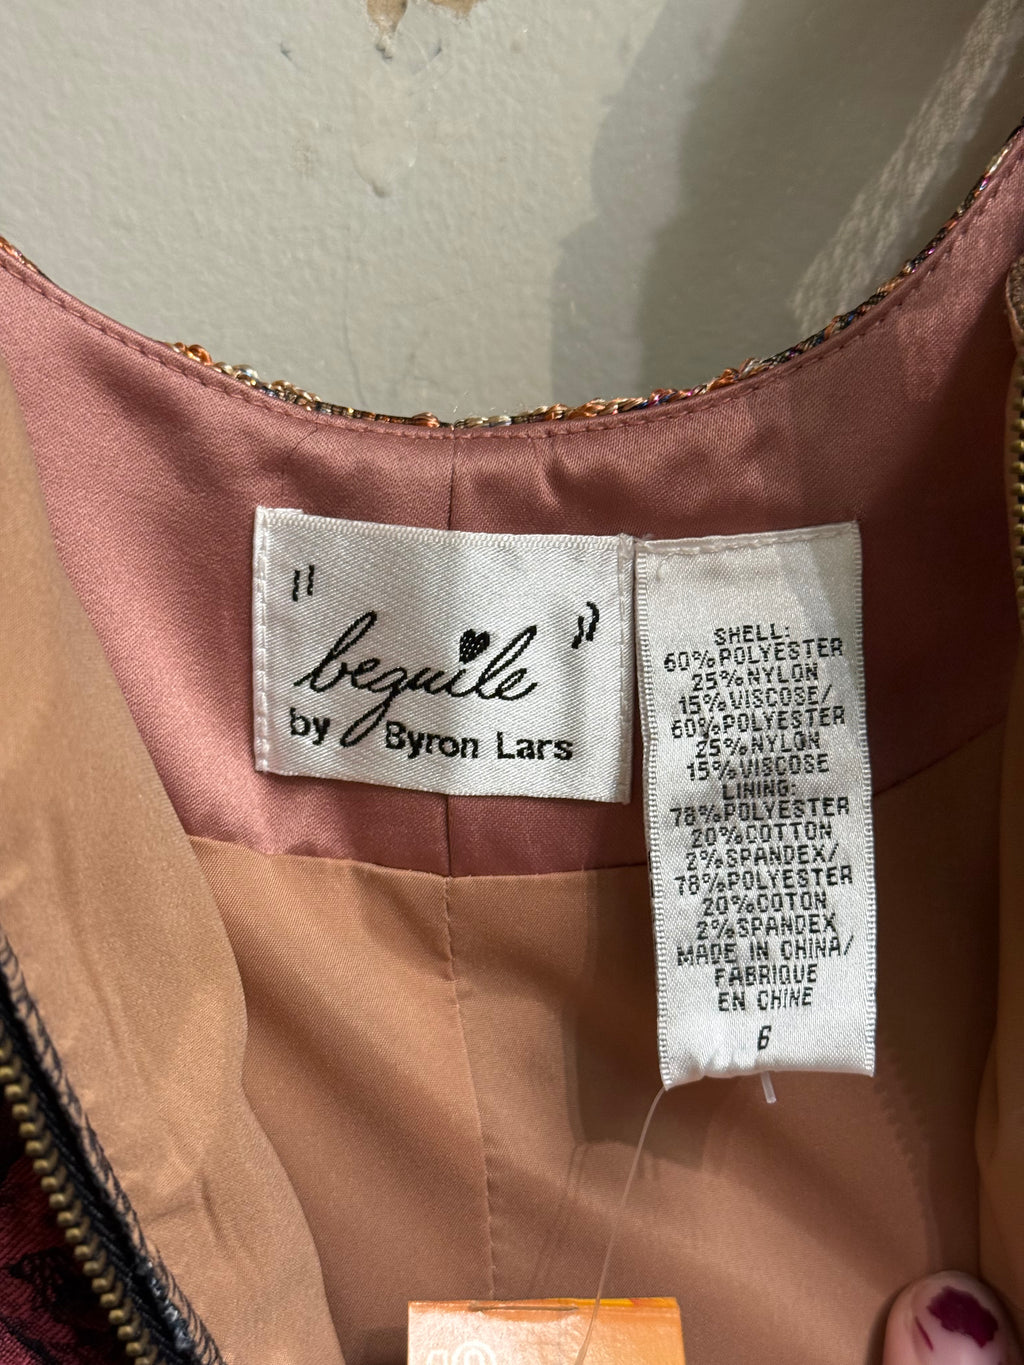 "beguile"
by Byron Lars
SHELL:
60%POLYESTER
25%NYLON
15%VISCOSE/
60%POLYESTER
25%NYLON
15%VISCOSE
LINING:
78%POLYESTER
20%COTTON
2%SPANDEX/
78%POLYESTER
20%COTON
2%SPANDEX
MADE IN CHINA/
FABRIQUE
EN CHINE
6